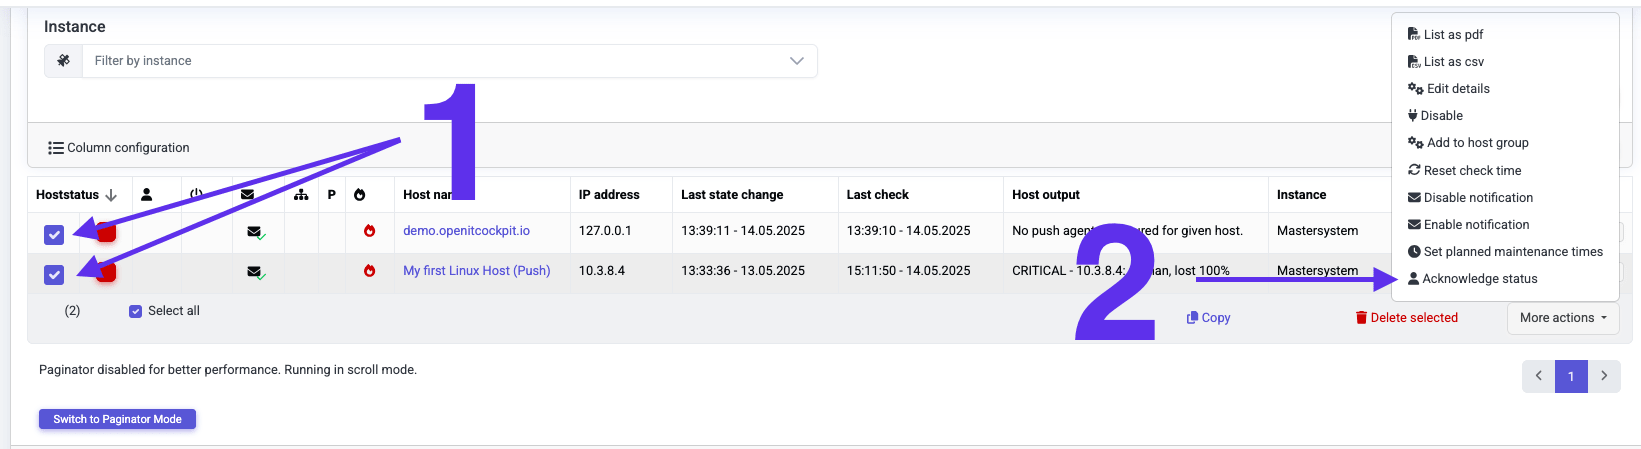 Instance
Filter by instance
List as pdf
List as csv
Edit details
Disable
Add to host group
Reset check time
Disable notification
Enable notification
Set planned maintenance times
Acknowledge status
1
Column configuration
Hoststatus P Host IP address Last state change Last check Host output Instance
demo.openitcockpit.io 127.0.0.1 13:39:11 - 14.05.2025 13:39:10 - 14.05.2025 No push for given host. Mastersystem
My first Linux Host (Push) 10.3.8.4 13:33:36 - 13.05.2025 15:11:50 - 14.05.2025 CRITICAL - 10.3.8.4: lost 100% Mastersystem
2
(2) Select all Copy Delete selected More actions
Paginator disabled for better performance. Running in scroll mode.
1
Switch to Paginator Mode